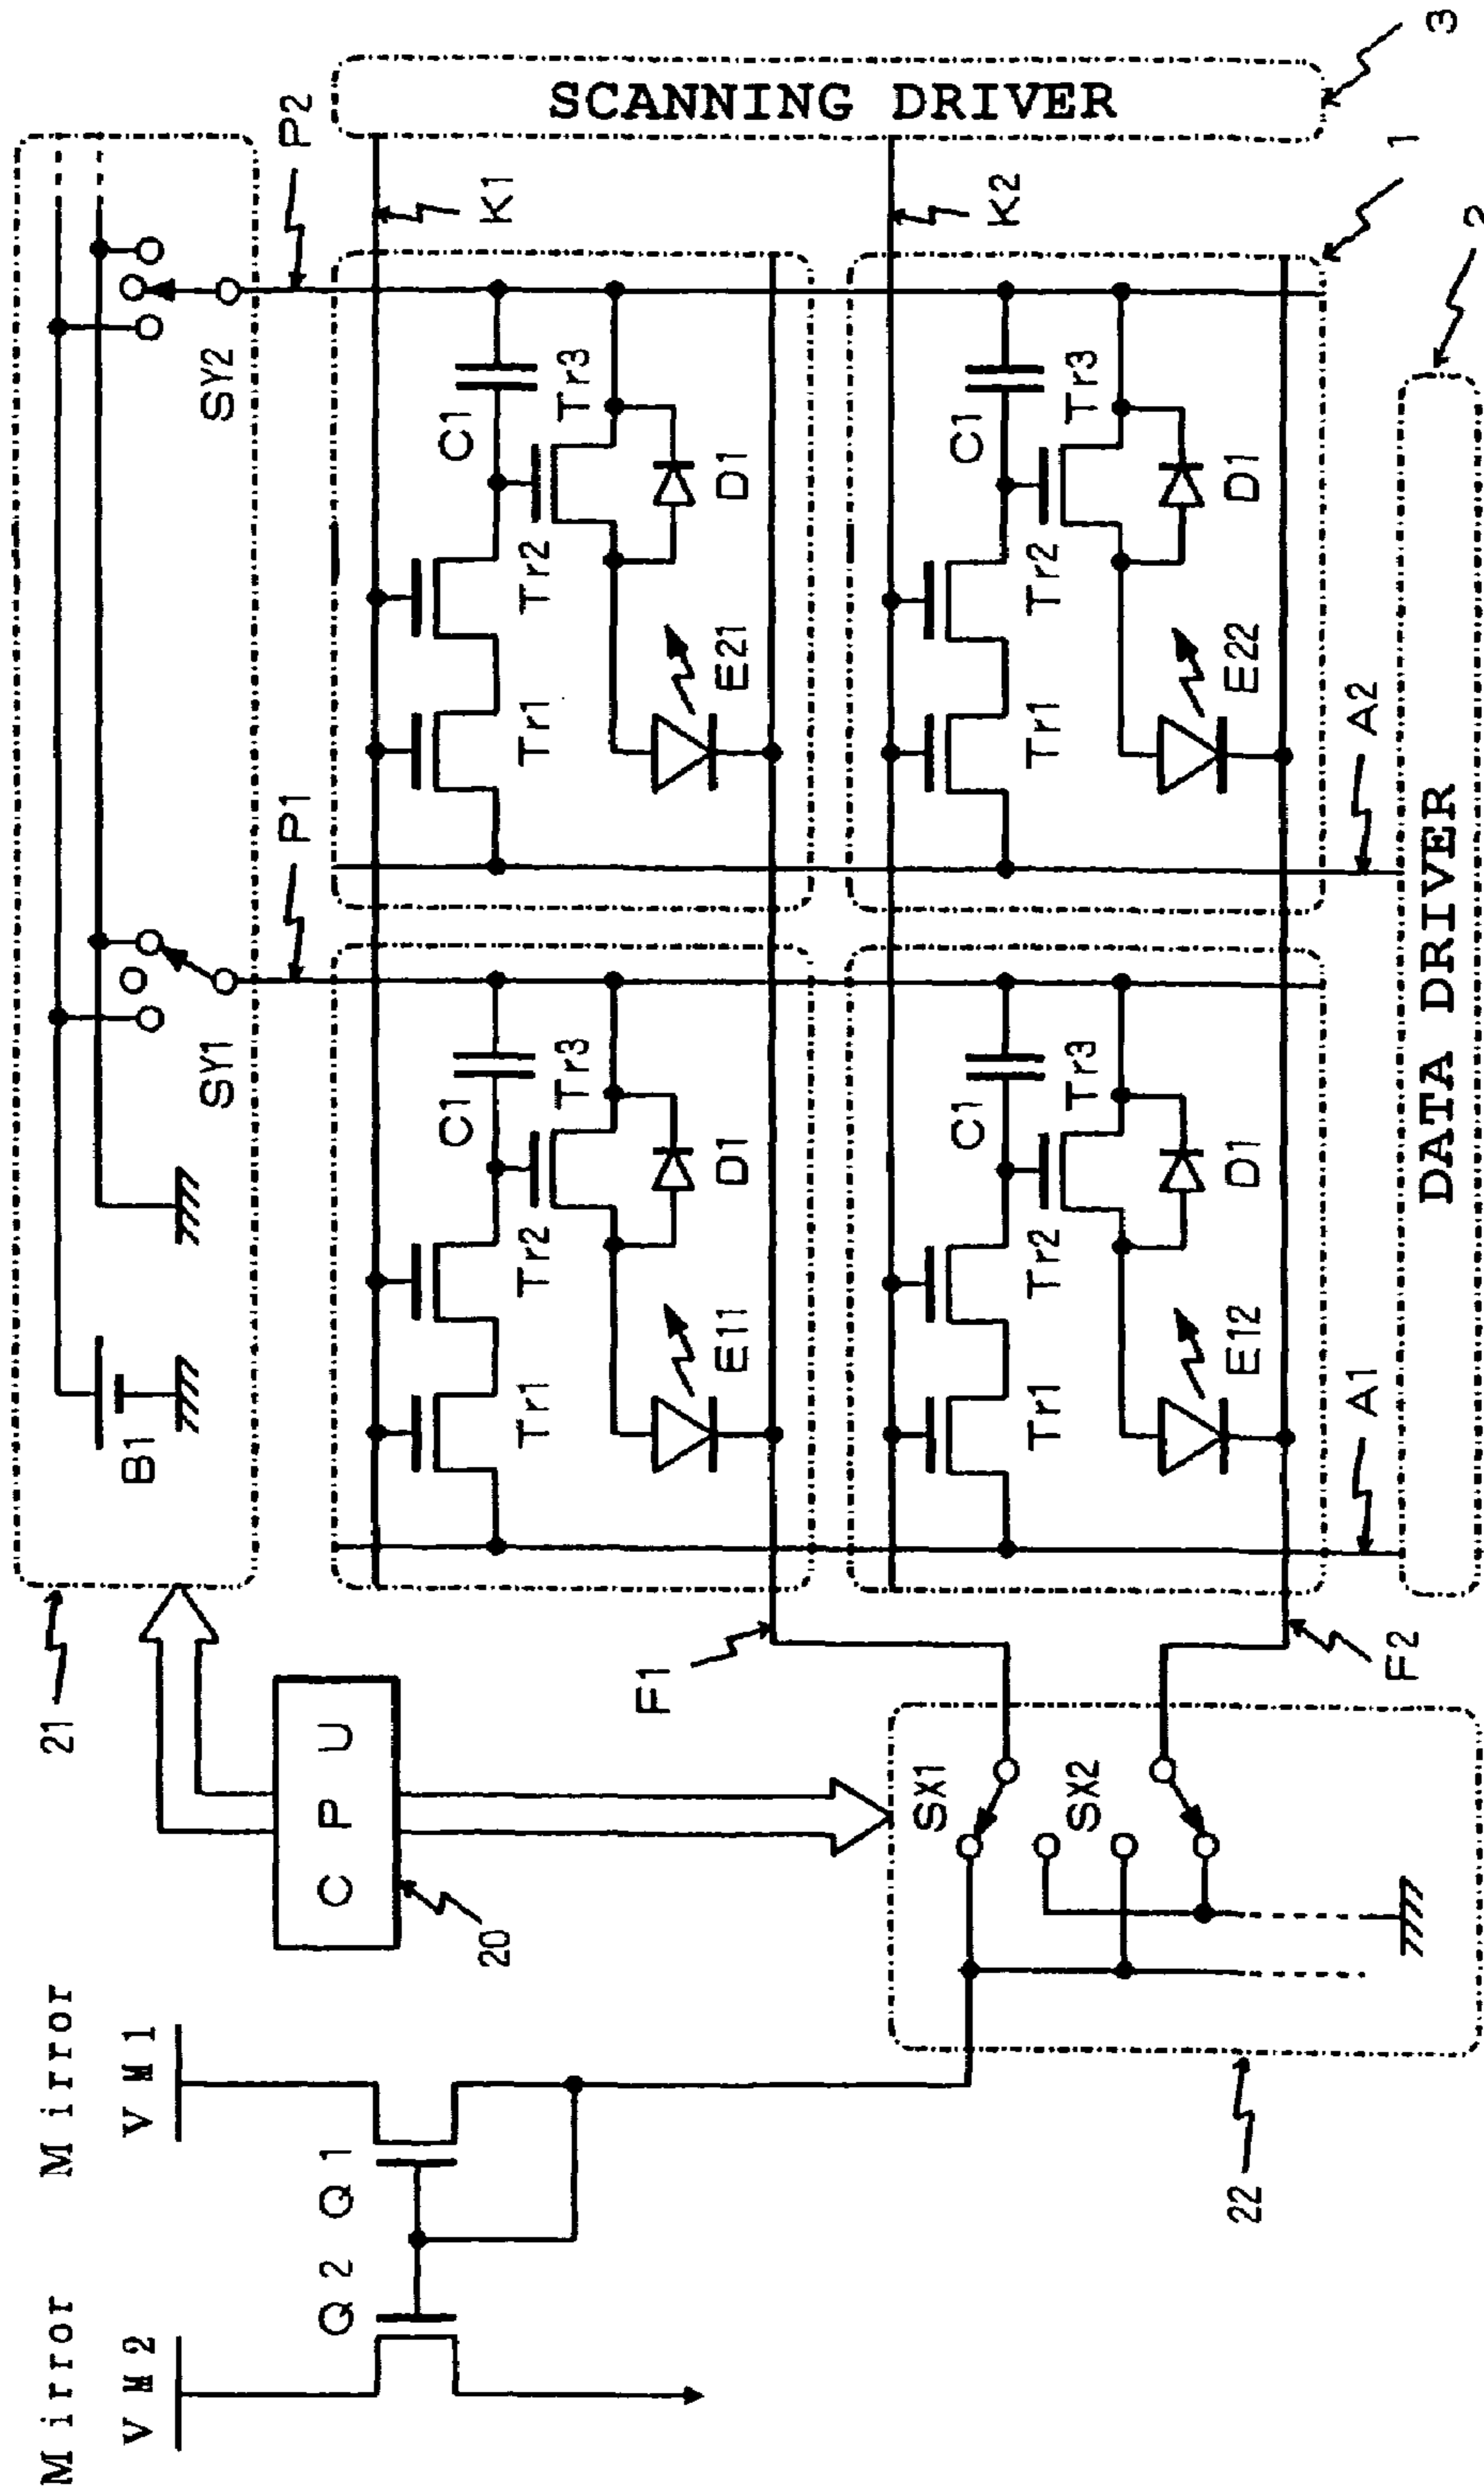 Mirror
VM2
Q2
Mirror
VM1
Q1
CPU
20
21
22
B1
SY1
P1
SY2
P2
SCANNING DRIVER
3
K1
K2
1
2
C1
Tr1
Tr2
Tr3
D1
E11
C1
Tr1
Tr2
Tr3
D1
E21
F1
C1
Tr1
Tr2
Tr3
D1
E12
C1
Tr1
Tr2
Tr3
D1
E22
F2
SX1
SX2
A1
A2
DATA DRIVER